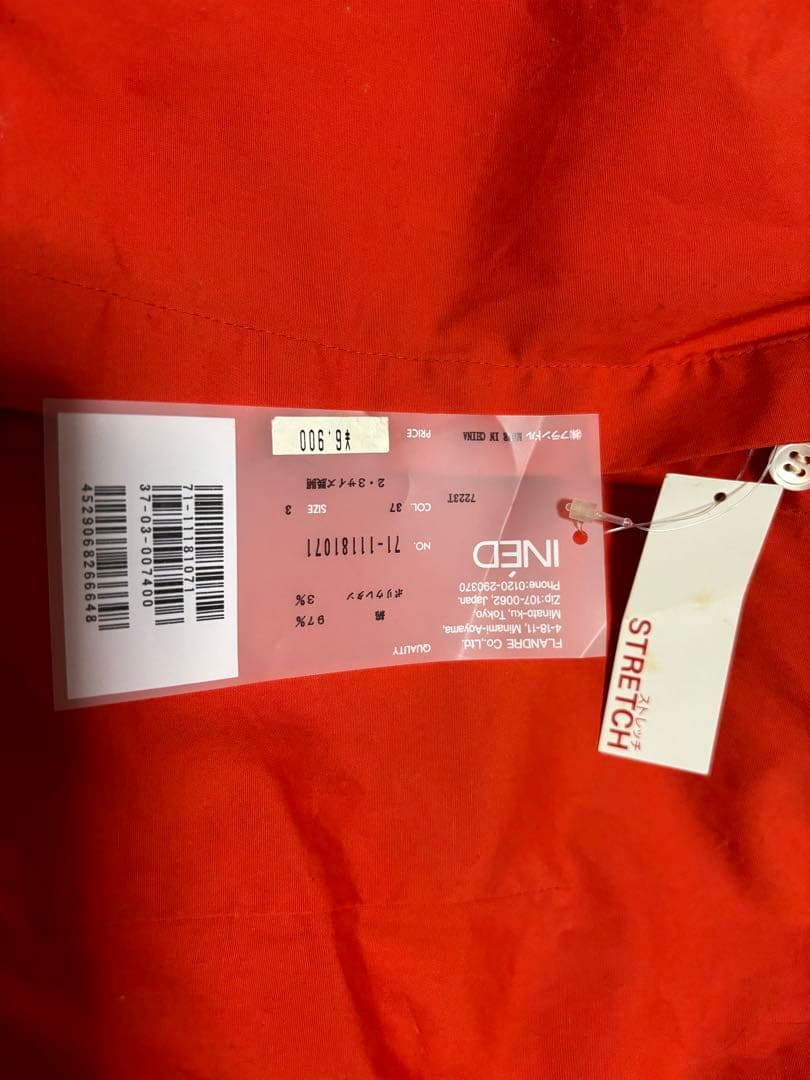 INÉD
FLANDRE Co.,Ltd.
4-18-11, Minami-Aoyama,
Minato-ku, Tokyo,
Zip:107-0062, Japan.
Phone:0120-290370
QUALITY
綿 97%
ポリウレタン 3%
NO. 71-11181071
COL. 37 SIZE 3
2・3サイズ展開
7223T
PRICE ¥6,900
㈱フランドル MADE IN CHINA
71-11181071
37-03-007400
4529068266648
STRETCH
ストレッチ